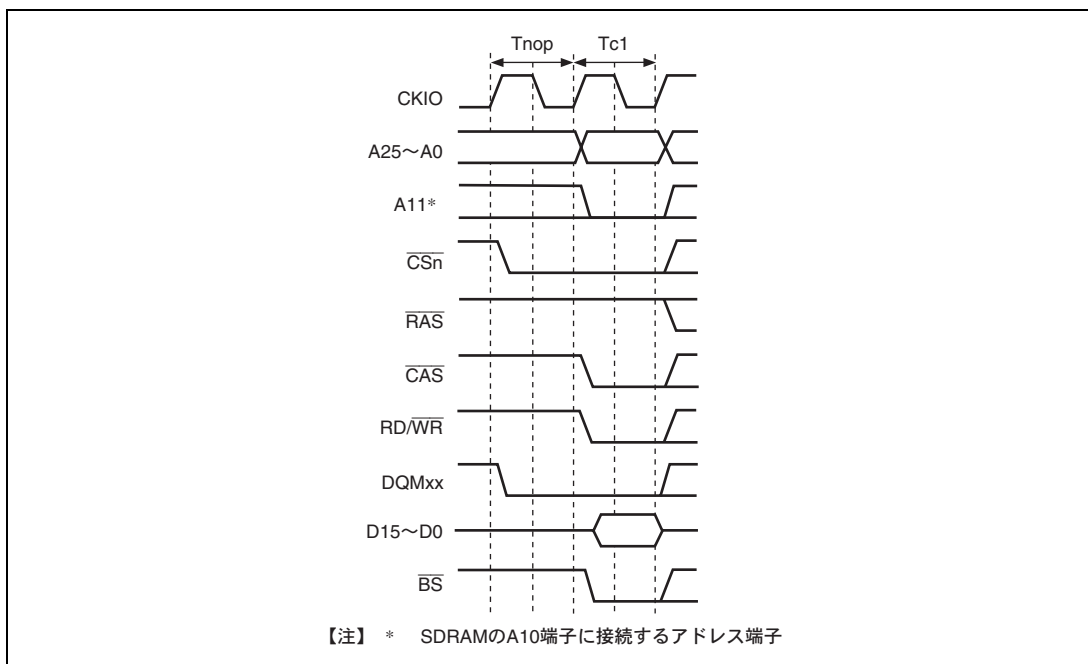 Tnop Tc1
CKIO
A25～A0
A11*
CSn
RAS
CAS
RD/WR
DQMxx
D15～D0
BS
【注】 * SDRAMのA10端子に接続するアドレス端子